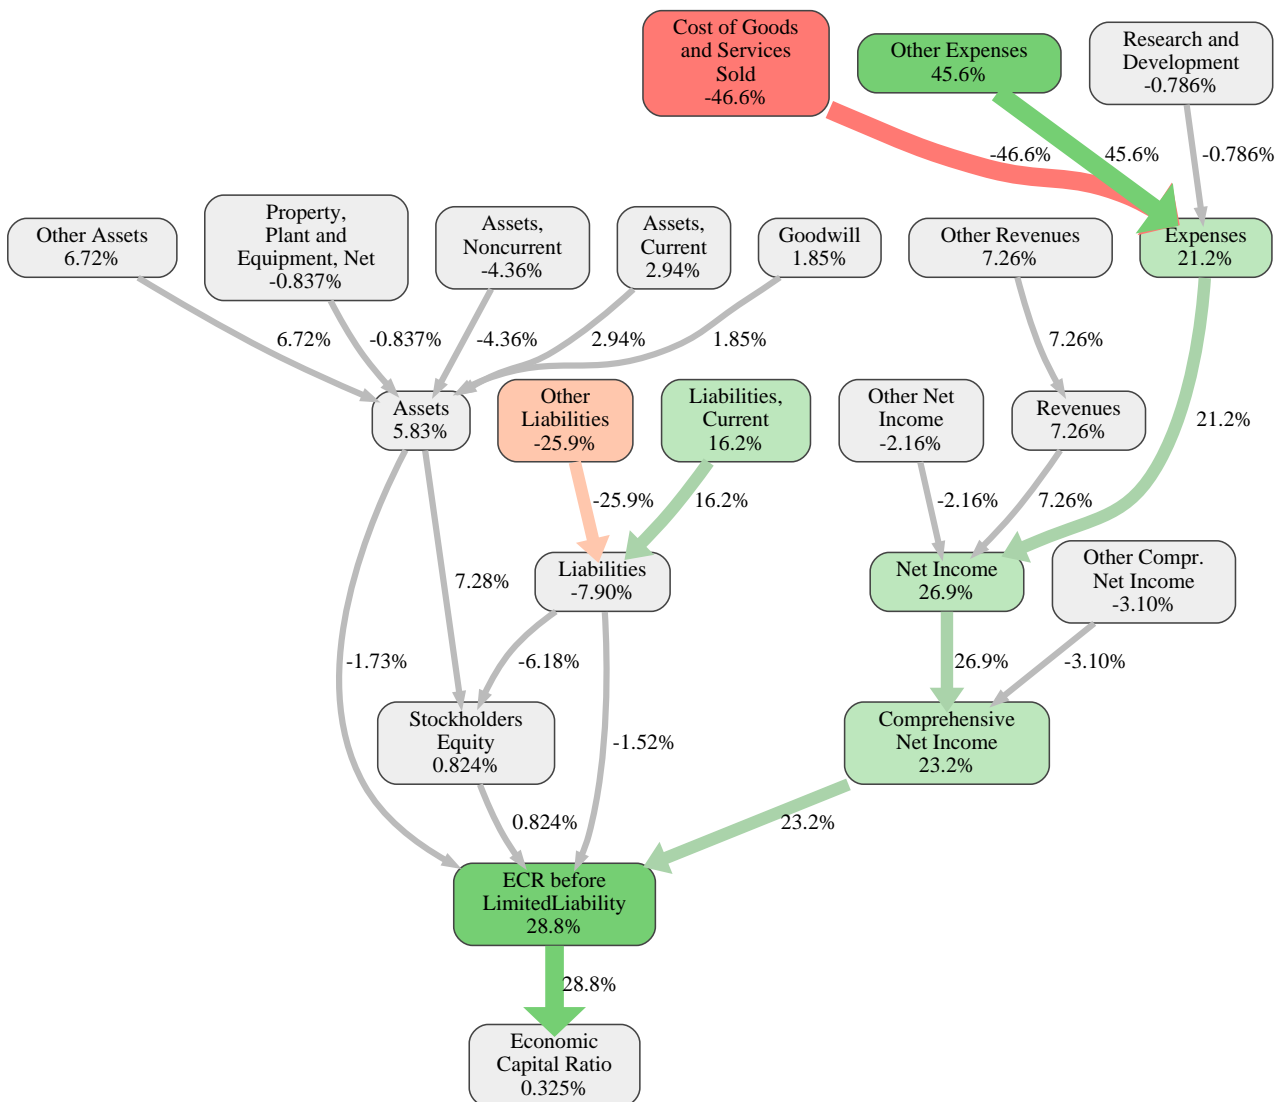 Cost of Goods
and Services
Sold
-46.6%
Other Expenses
45.6%
Research and
Development
-0.786%
-46.6%
45.6%
-0.786%
Other Assets
6.72%
Property,
Plant and
Equipment, Net
-0.837%
Assets,
Noncurrent
-4.36%
Assets,
Current
2.94%
Goodwill
1.85%
Other Revenues
7.26%
Expenses
21.2%
6.72%
-0.837%
-4.36%
2.94%
1.85%
7.26%
Assets
5.83%
Other
Liabilities
-25.9%
Liabilities,
Current
16.2%
Other Net
Income
-2.16%
Revenues
7.26%
21.2%
-25.9%
16.2%
-2.16%
7.26%
7.28%
Liabilities
-7.90%
Net Income
26.9%
Other Compr.
Net Income
-3.10%
-1.73%
-6.18%
26.9%
-3.10%
Stockholders
Equity
0.824%
-1.52%
Comprehensive
Net Income
23.2%
0.824%
23.2%
ECR before
LimitedLiability
28.8%
28.8%
Economic
Capital Ratio
0.325%